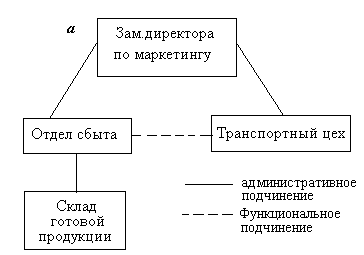 а
Зам.директора
по маркетингу
Отдел сбыта
Транспортный цех
Склад
готовой
продукции
административное
подчинение
Функциональное
подчинение